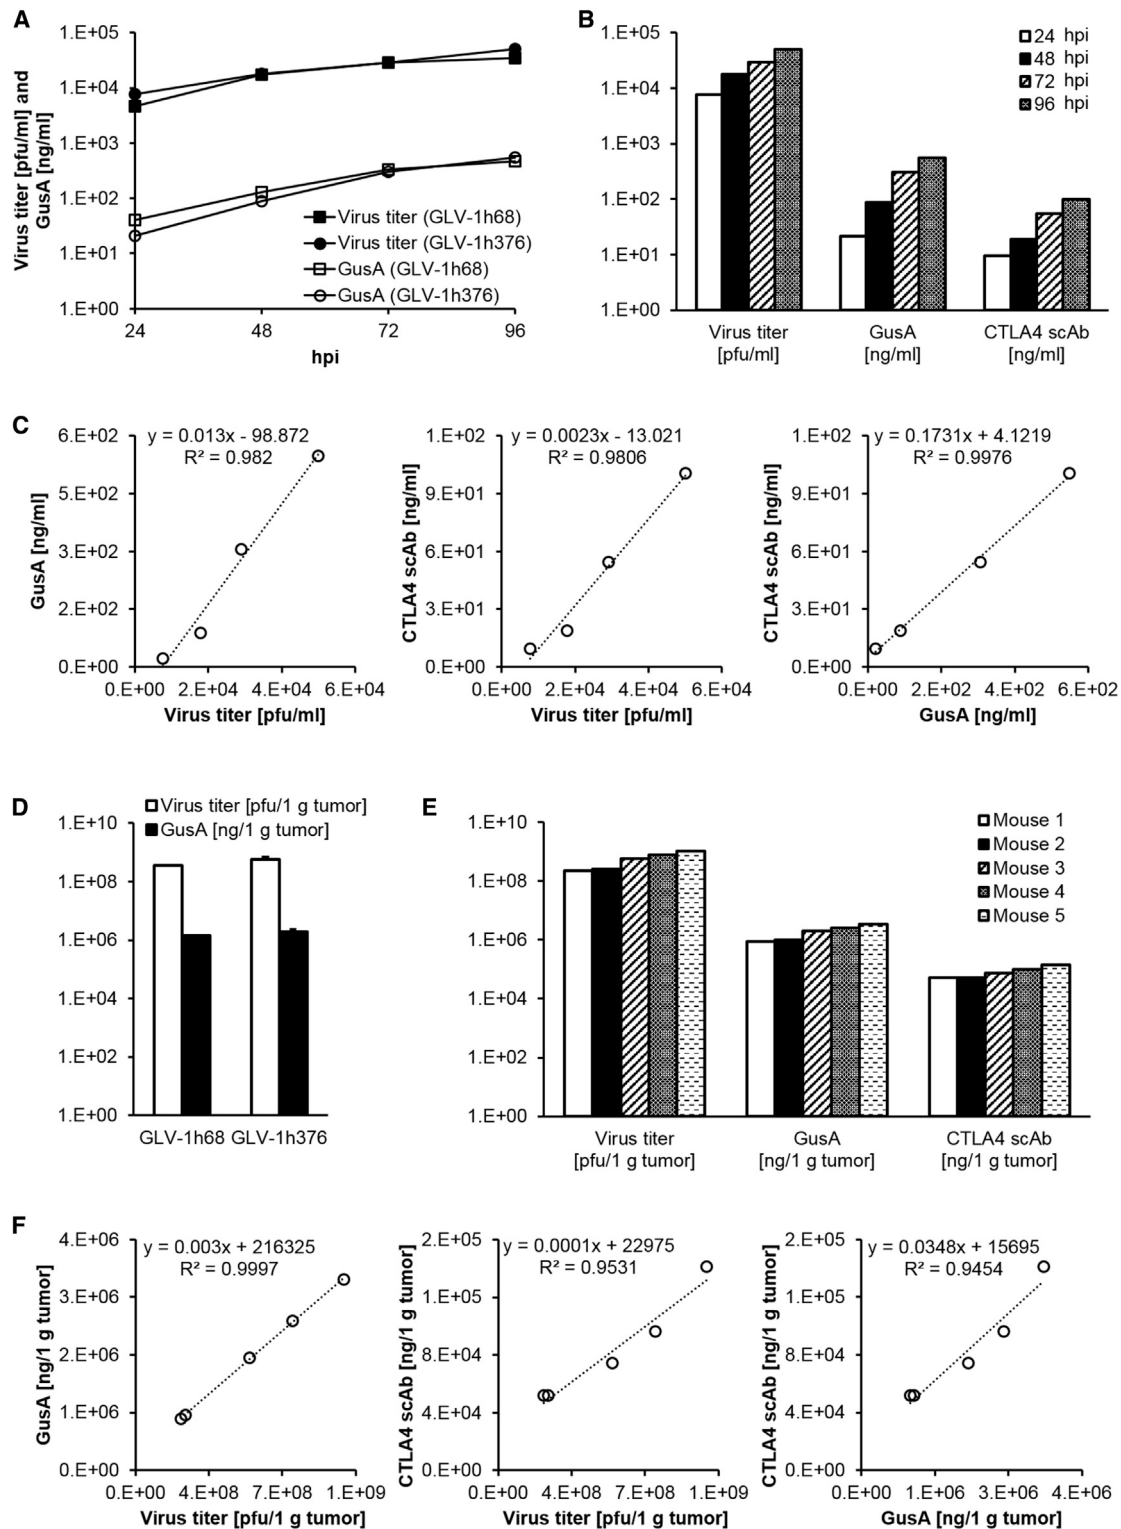 A
Virus titer [pfu/ml] and
GusA [ng/ml]
1.E+05
1.E+04
1.E+03
1.E+02
1.E+01
1.E+00
24 48 72 96
hpi
Virus titer (GLV-1h68)
Virus titer (GLV-1h376)
GusA (GLV-1h68)
GusA (GLV-1h376)
B
1.E+05
1.E+04
1.E+03
1.E+02
1.E+01
1.E+00
24 hpi
48 hpi
72 hpi
96 hpi
Virus titer
[pfu/ml]
GusA
[ng/ml]
CTLA4 scAb
[ng/ml]
C
GusA [ng/ml]
6.E+02
5.E+02
3.E+02
2.E+02
0.E+00
y = 0.013x - 98.872
R² = 0.982
0.E+00 2.E+04 4.E+04 6.E+04
Virus titer [pfu/ml]
CTLA4 scAb [ng/ml]
1.E+02
9.E+01
6.E+01
3.E+01
0.E+00
y = 0.0023x - 13.021
R² = 0.9806
0.E+00 2.E+04 4.E+04 6.E+04
Virus titer [pfu/ml]
CTLA4 scAb [ng/ml]
1.E+02
9.E+01
6.E+01
3.E+01
0.E+00
y = 0.1731x + 4.1219
R² = 0.9976
0.E+00 2.E+02 4.E+02 6.E+02
GusA [ng/ml]
D
Virus titer [pfu/1 g tumor]
GusA [ng/1 g tumor]
1.E+10
1.E+08
1.E+06
1.E+04
1.E+02
1.E+00
GLV-1h68 GLV-1h376
E
1.E+10
1.E+08
1.E+06
1.E+04
1.E+02
1.E+00
Mouse 1
Mouse 2
Mouse 3
Mouse 4
Mouse 5
Virus titer
[pfu/1 g tumor]
GusA
[ng/1 g tumor]
CTLA4 scAb
[ng/1 g tumor]
F
GusA [ng/1 g tumor]
4.E+06
3.E+06
2.E+06
1.E+06
0.E+00
y = 0.003x + 216325
R² = 0.9997
0.E+00 4.E+08 7.E+08 1.E+09
Virus titer [pfu/1 g tumor]
CTLA4 scAb [ng/1 g tumor]
2.E+05
1.E+05
8.E+04
4.E+04
0.E+00
y = 0.0001x + 22975
R² = 0.9531
0.E+00 4.E+08 7.E+08 1.E+09
Virus titer [pfu/1 g tumor]
CTLA4 scAb [ng/1 g tumor]
2.E+05
1.E+05
8.E+04
4.E+04
0.E+00
y = 0.0348x + 15695
R² = 0.9454
0.E+00 1.E+06 3.E+06 4.E+06
GusA [ng/1 g tumor]